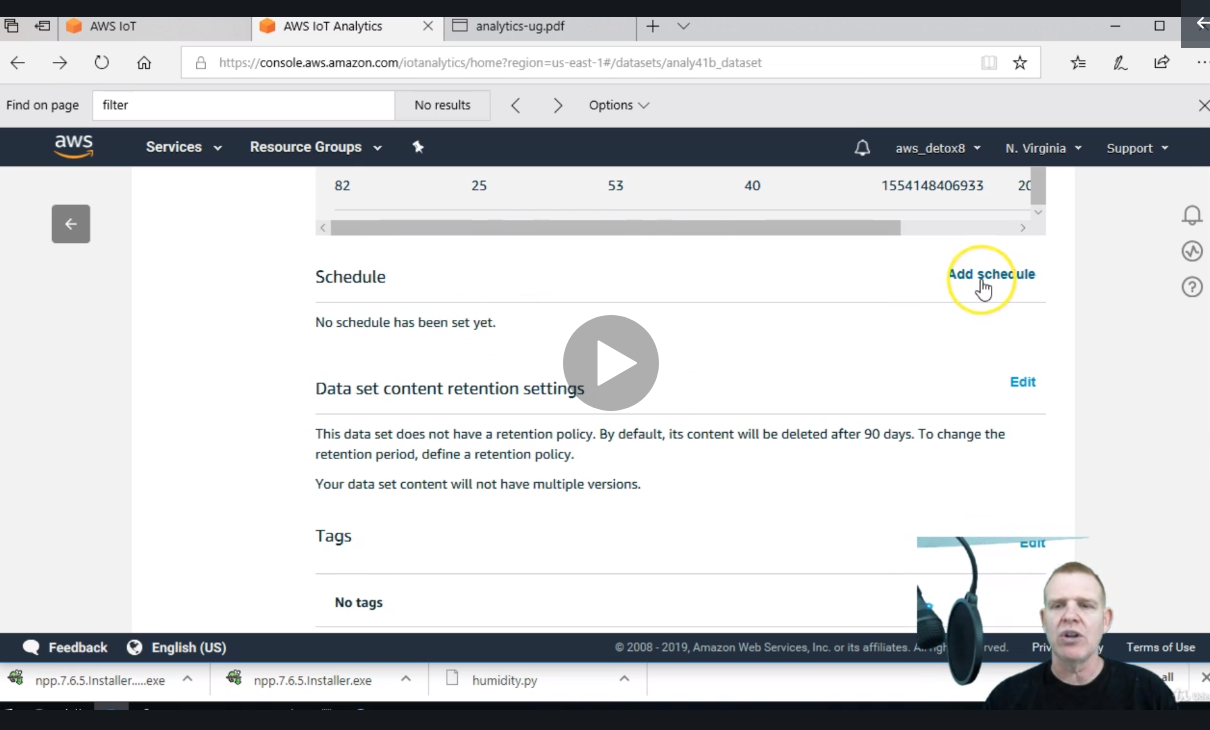 AWS IoT
AWS IoT Analytics
analytics-ug.pdf
https://console.aws.amazon.com/iotanalytics/home?region=us-east-1#/datasets/analy41b_dataset
Find on page
filter
No results
Options
aws
Services
Resource Groups
aws_detox8
N. Virginia
Support
82 25 53 40 1554148406933 20
Schedule
Add schedule
No schedule has been set yet.
Data set content retention settings
Edit
This data set does not have a retention policy. By default, its content will be deleted after 90 days. To change the
retention period, define a retention policy.
Your data set content will not have multiple versions.
Tags
Edit
No tags
Feedback
English (US)
© 2008 - 2019, Amazon Web Services, Inc. or its affiliates.
Terms of Use
npp.7.6.5.Installer.....exe
npp.7.6.5.Installer.exe
humidity.py
all